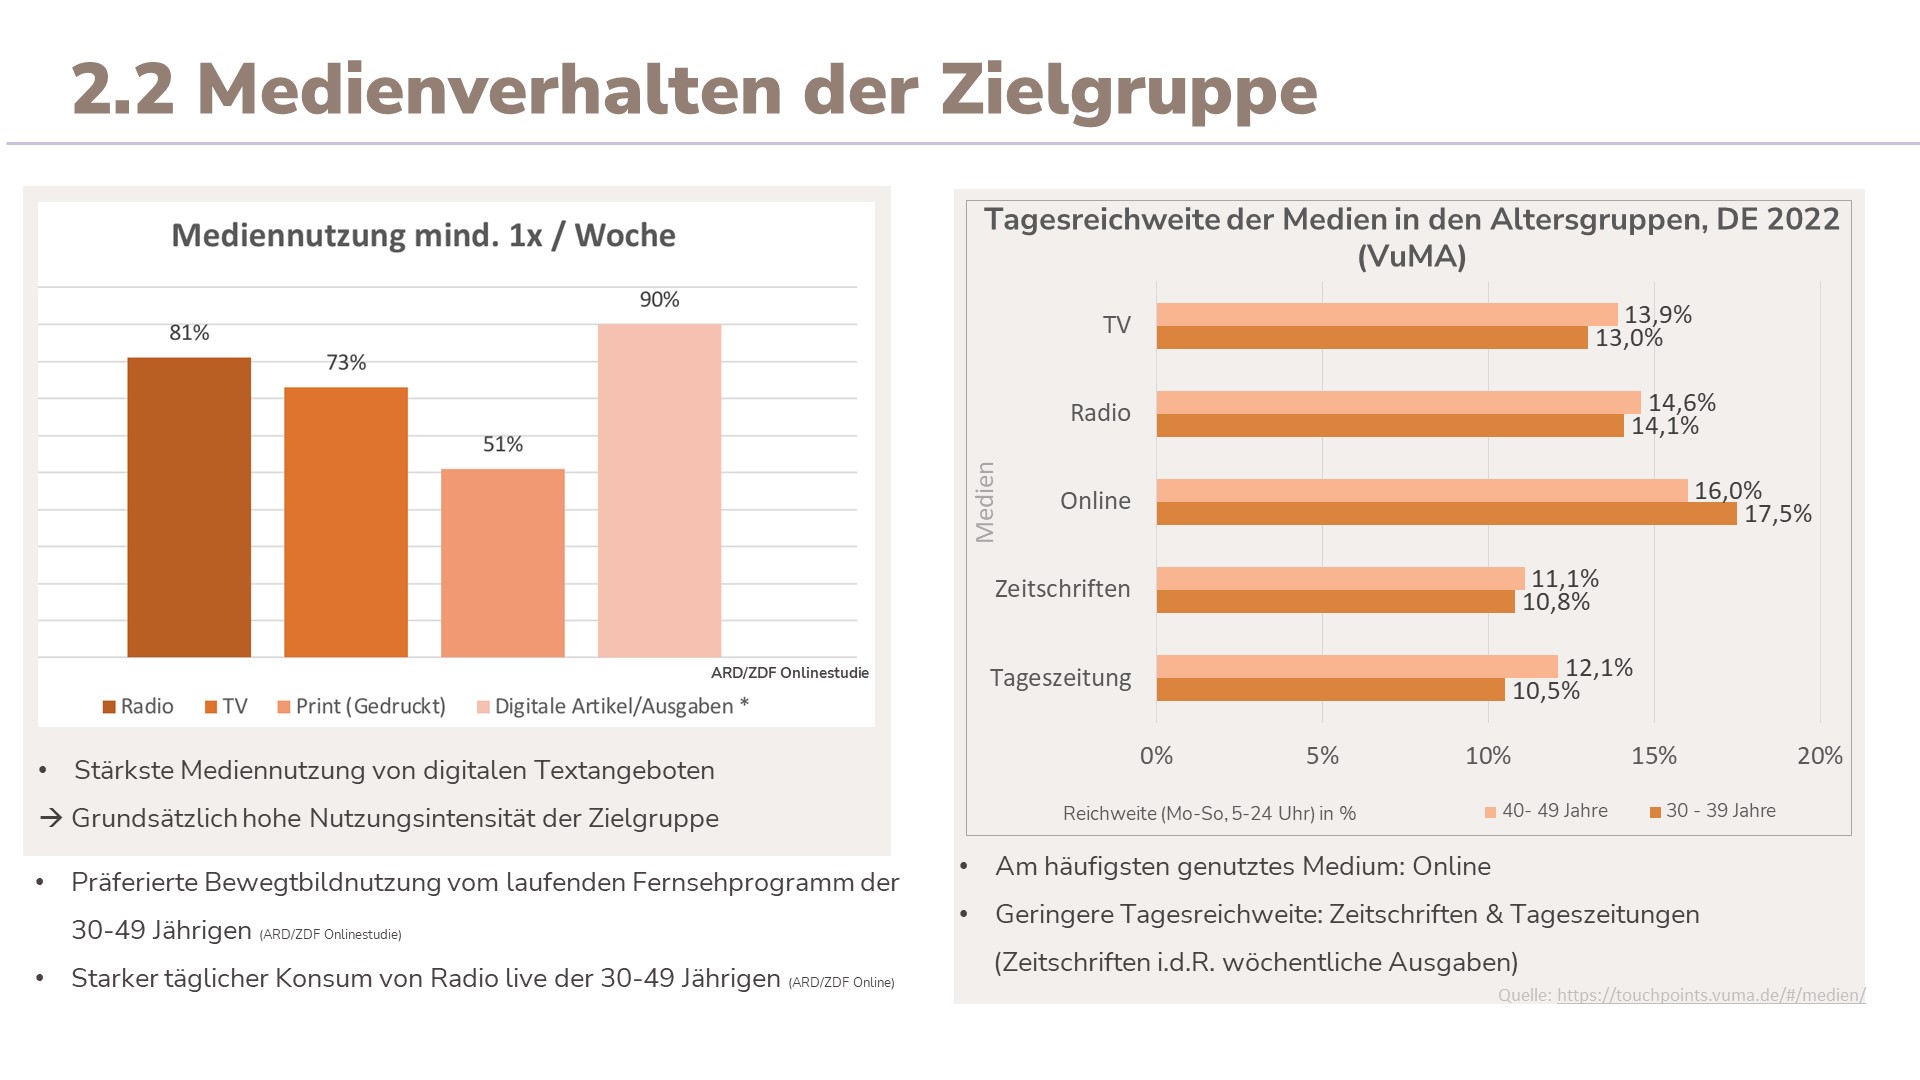 2.2 Medienverhalten der Zielgruppe
Mediennutzung mind. 1x / Woche
81%
73%
51%
90%
ARD/ZDF Onlinestudie
Radio TV Print (Gedruckt) Digitale Artikel/Ausgaben *
• Stärkste Mediennutzung von digitalen Textangeboten
→ Grundsätzlich hohe Nutzungsintensität der Zielgruppe
• Präferierte Bewegtbildnutzung vom laufenden Fernsehprogramm der
30-49 Jährigen (ARD/ZDF Onlinestudie)
• Starker täglicher Konsum von Radio live der 30-49 Jährigen (ARD/ZDF Online)
Tagesreichweite der Medien in den Altersgruppen, DE 2022
(VuMA)
Medien
TV 13,9%
13,0%
Radio 14,6%
14,1%
Online 16,0%
17,5%
Zeitschriften 11,1%
10,8%
Tageszeitung 12,1%
10,5%
0% 5% 10% 15% 20%
Reichweite (Mo-So, 5-24 Uhr) in % 40- 49 Jahre 30 - 39 Jahre
• Am häufigsten genutztes Medium: Online
• Geringere Tagesreichweite: Zeitschriften & Tageszeitungen
(Zeitschriften i.d.R. wöchentliche Ausgaben)
Quelle: https://touchpoints.vuma.de/#/medien/